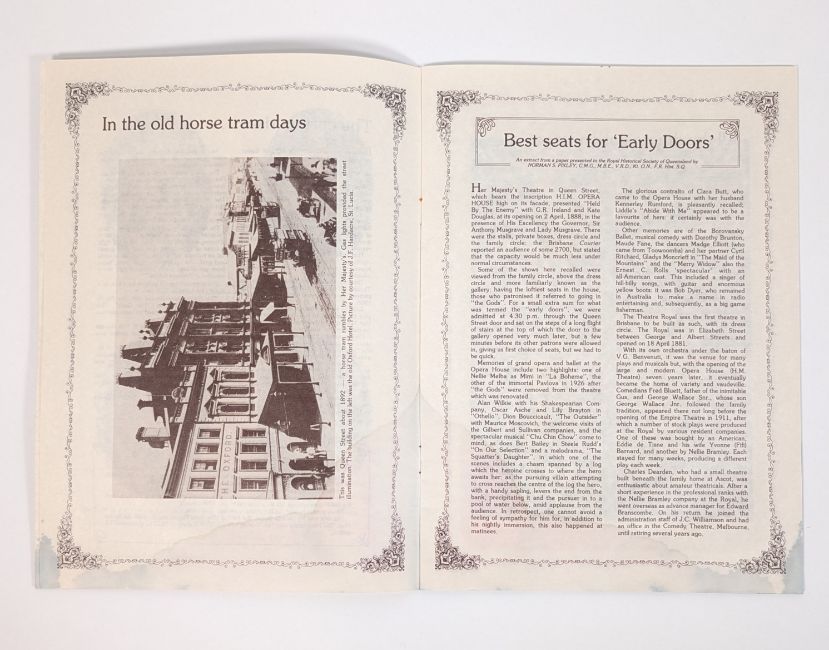 In the old horse tram days
THE OXFORD
This was Queen Street about 1892 — a horse tram rambles by Her Majesty's. Gas lights provided the street
illumination. The building on the left was the old Oxford Hotel. Picture by courtesy of J.F. Hardacre, St. Lucia.
Best seats for 'Early Doors'
An extract from a paper presented in the Royal Historical Society of Queensland by
NORMAN S. PIXLEY, C.M.G., M.B.E., V.R.D., Kt. O.N., F.R. Hist. S.Q.
Her Majesty's Theatre in Queen Street,
which bears the inscription H.I.M. OPERA
HOUSE high on its facade, presented "Held
By The Enemy" with G.R. Ireland and Kate
Douglas, at its opening on 2 April, 1888, in the
presence of His Excellency the Governor, Sir
Anthony Musgrave and Lady Musgrave. There
were the stalls, private boxes, dress circle and
the family circle; the Brisbane Courier
reported an audience of some 2700, but stated
that the capacity would be much less under
normal circumstances.
Some of the shows here recalled were
viewed from the family circle, above the dress
circle and more familiarly known as the
gallery; having the loftiest seats in the house,
those who patronised it referred to going in
"the Gods". For a small extra sum for what
was termed the "early doors", we were
admitted at 4.30 p.m. through the Queen
Street door and sat on the steps of a long flight
of stairs at the top of which the door to the
gallery opened very much later, but a few
minutes before other patrons were allowed
in, giving us first choice of seats, but we had to
be quick.
Memories of grand opera and ballet at the
Opera House include two highlights: one of
Nellie Melba as Mimi in "La Boheme", the
other of the immortal Pavlova in 1926 after
"the Gods" were removed from the theatre
which was renovated.
Alan Wilkie with his Shakespearian Com-
pany, Oscar Asche and Lily Brayton in
"Othello", Dion Boucicault, "The Outsider"
with Maurice Moscovich, the welcome visits of
the Gilbert and Sullivan companies, and the
spectacular musical "Chu Chin Chow" come to
mind; as does Bert Bailey in Steele Rudd's
"On Our Selection" and a melodrama, "The
Squatter's Daughter", in which one of the
scenes includes a chasm spanned by a log
which the heroine crosses to where the hero
awaits her; as the pursuing villain attempting
to cross reaches the centre of the log the hero,
with a handy sapling, levers the end from the
bank, precipitating it and the pursuer in to a
pool of water below, amid applause from the
audience. In retrospect, one cannot avoid a
feeling of sympathy for him for, in addition to
his nightly immersion, this also happened at
matinees.
The glorious contralto of Clara Butt, who
came to the Opera House with her husband
Kennerley Rumford, is pleasantly recalled;
Liddle's "Abide With Me" appeared to be a
favourite of hers: it certainly was with the
audience.
Other memories are of the Borovansky
Ballet, musical comedy with Dorothy Brunton,
Maude Fane, the dancers Madge Elliott (who
came from Toowoomba) and her partner Cyril
Ritchard, Gladys Moncrieff in "The Maid of the
Mountains" and the "Merry Widow" also the
Ernest C. Rolls 'spectacular' with an
all-American cast. This included a singer of
hill-billy songs, with guitar and enormous
yellow boots; it was Bob Dyer, who remained
in Australia to make a name in radio
entertaining and, subsequently, as a big game
fisherman.
The Theatre Royal was the first theatre in
Brisbane to be built as such, with its dress
circle. The Royal was in Elizabeth Street
between George and Albert Streets and
opened on 18 April 1881.
With its own orchestra under the baton of
V.G. Benvenuti, it was the venue for many
plays and musicals but, with the opening of the
large and modern Opera House (H.M.
Theatre) seven years later, it eventually
became the home of variety and vaudeville.
Comedians Fred Bluett, father of the inimitable
Gus, and George Wallace Snr., whose son
George Wallace Jnr. followed the family
tradition, appeared there not long before the
opening of the Empire Theatre in 1911, after
which a number of stock plays were produced
at the Royal by various resident companies.
One of these was bought by an American,
Eddie de Tisne and his wife Yvonne (Fifi)
Barnard, and another by Nellie Bramley. Each
stayed for many weeks, producing a different
play each week.
Charles Dearden, who had a small theatre
built beneath the family home at Ascot, was
enthusiastic about amateur theatricals. After a
short experience in the professional ranks with
the Nellie Bramley company at the Royal, he
went overseas as advance manager for Edward
Branscombe. On his return he joined the
administration staff of J.C. Williamson and had
an office in the Comedy Theatre, Melbourne
until retiring several years ago.